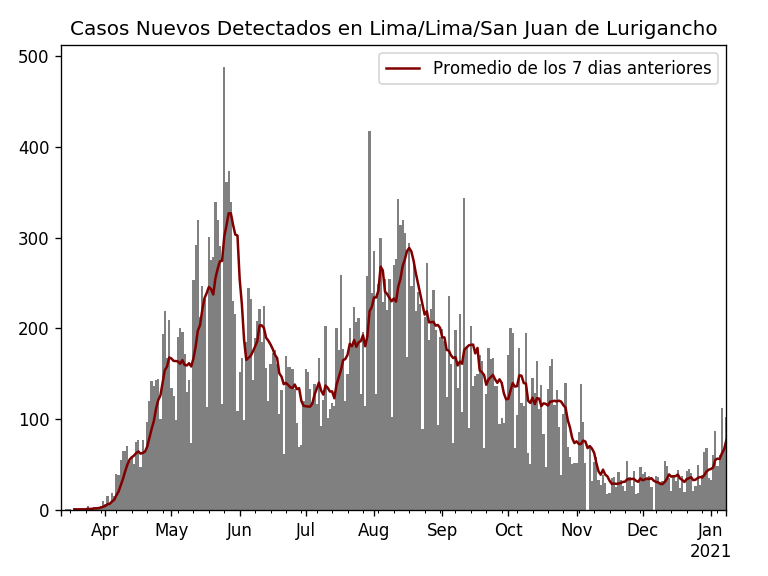 Casos Nuevos Detectados en Lima/Lima/San Juan de Lurigancho
Promedio de los 7 dias anteriores
500
400
300
200
100
0
Apr May Jun Jul Aug Sep Oct Nov Dec Jan
2021